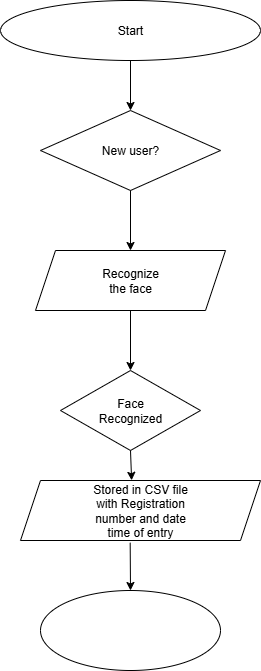 Start
New user?
Recognize
the face
Face
Recognized
Stored in CSV file
with Registration
number and date
time of entry